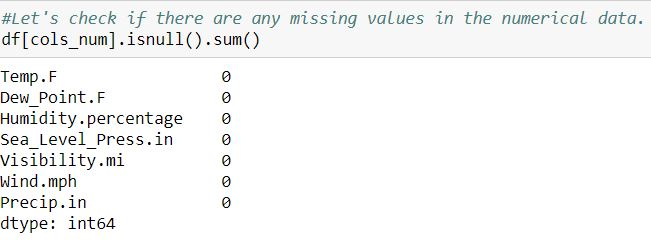 #Let's check if there are any missing values in the numerical data.
df[cols_num].isnull().sum()
Temp.F 0
Dew_Point.F 0
Humidity.percentage 0
Sea_Level_Press.in 0
Visibility.mi 0
Wind.mph 0
Precip.in 0
dtype: int64